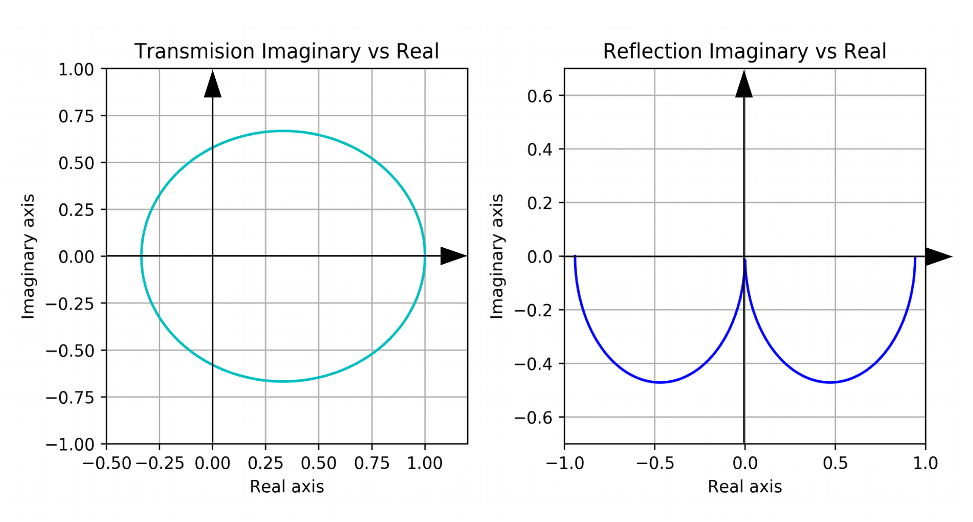 Transmision Imaginary vs Real
1.00
0.75
0.50
0.25
0.00
−0.25
−0.50
−0.75
−1.00
Imaginary axis
−0.50 −0.25 0.00 0.25 0.50 0.75 1.00
Real axis
Reflection Imaginary vs Real
0.6
0.4
0.2
0.0
−0.2
−0.4
−0.6
Imaginary axis
−1.0 −0.5 0.0 0.5 1.0
Real axis